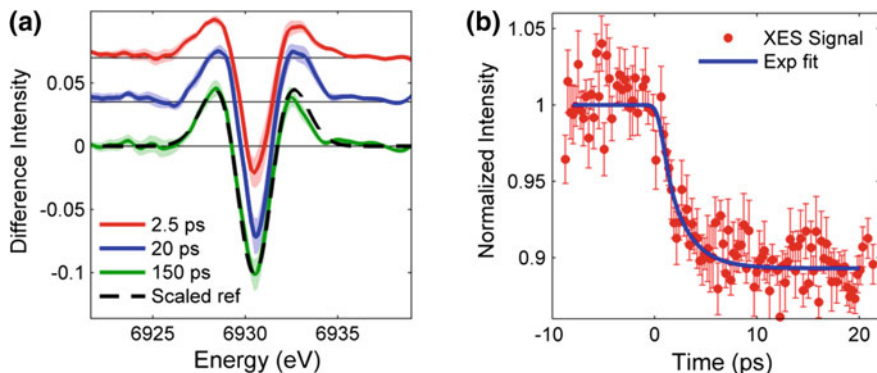 (a)
Difference Intensity
0.05
0
-0.05
-0.1
2.5 ps
20 ps
150 ps
Scaled ref
6925
6930
6935
Energy (eV)
(b)
Normalized Intensity
1.05
1
0.95
0.9
XES Signal
Exp fit
-10
0
10
20
Time (ps)